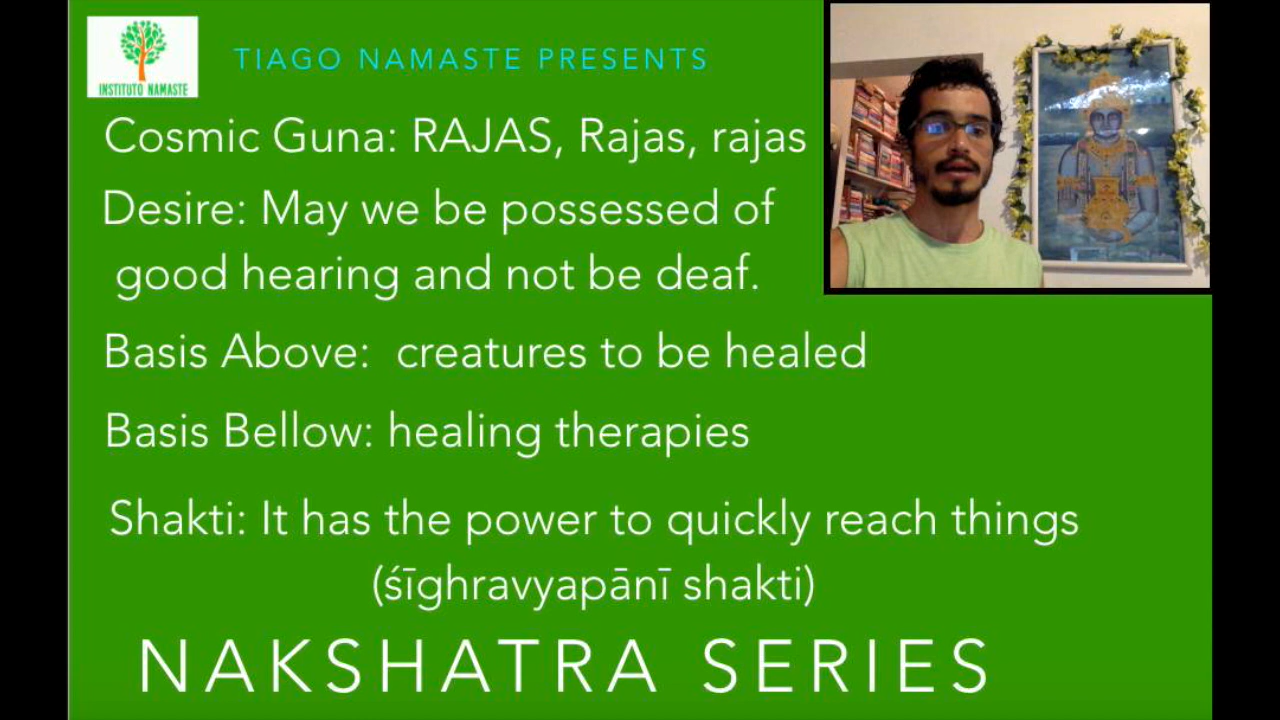 INSTITUTO NAMASTE
TIAGO NAMASTE PRESENTS
Cosmic Guna: RAJAS, Rajas, rajas
Desire: May we be possessed of
good hearing and not be deaf.
Basis Above: creatures to be healed
Basis Bellow: healing therapies
Shakti: It has the power to quickly reach things
(śīghravyapānī shakti)
NAKSHATRA SERIES